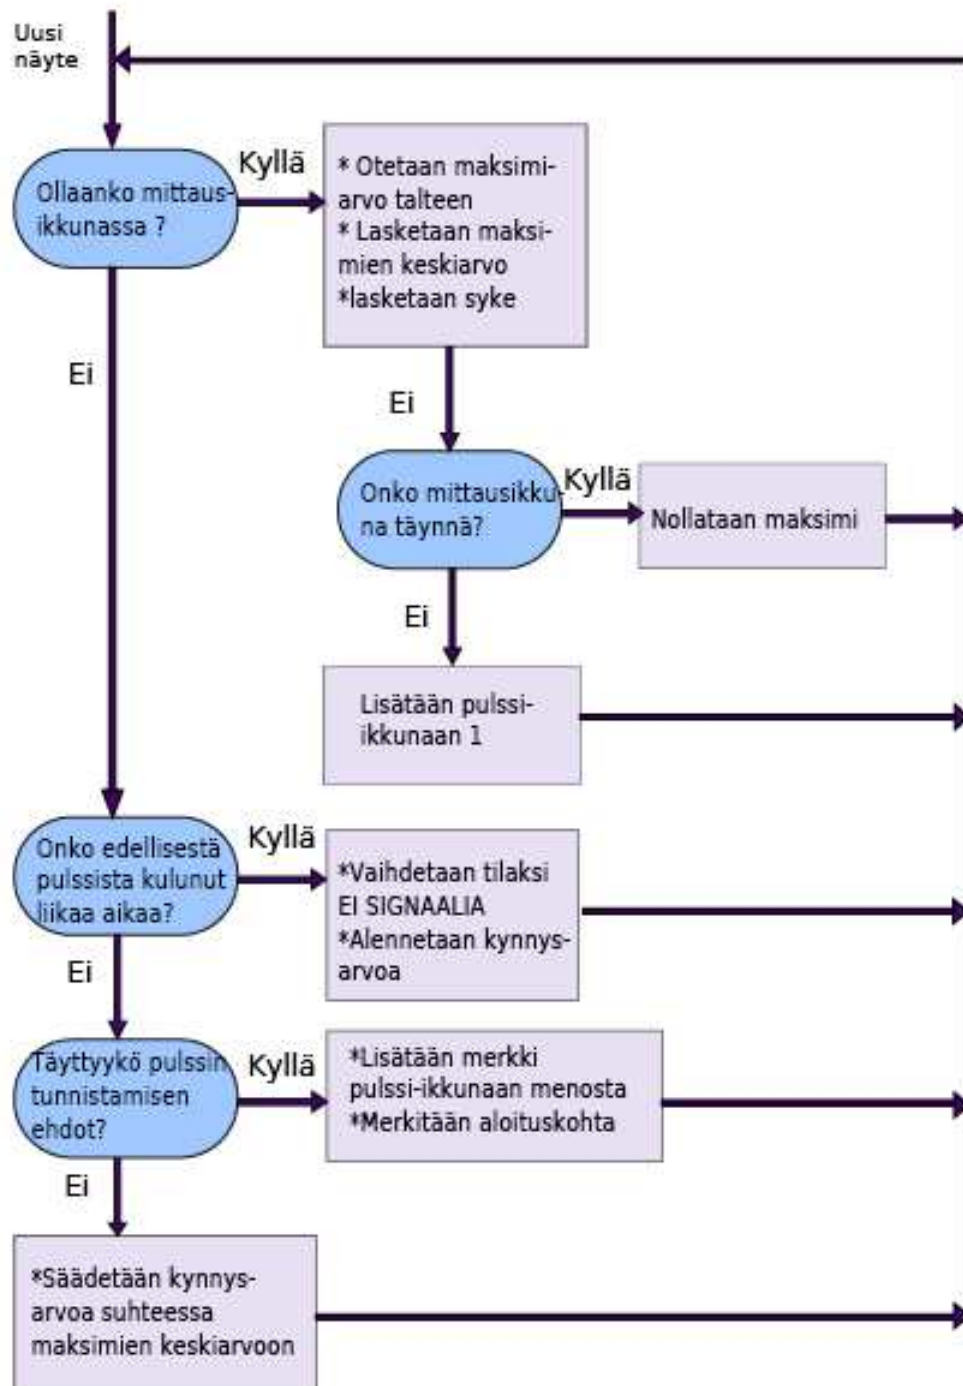 Uusi
näyte
Ollaanko mittaus-
ikkunassa ?
Kyllä
* Otetaan maksimi-
arvo talteen
* Lasketaan maksi-
mien keskiarvo
*lasketaan syke
Ei
Ei
Onko mittausikku-
na täynnä?
Kyllä
Nollataan maksimi
Ei
Lisätään pulssi-
ikkunaan 1
Onko edellisestä
pulssista kulunut
liikaa aikaa?
Kyllä
*Vaihdetaan tilaksi
EI SIGNAALIA
*Alennetaan kynnys-
arvoa
Ei
Täyttyykö pulssin
tunnistamisen
ehdot?
Kyllä
*Lisätään merkki
pulssi-ikkunaan menosta
*Merkitään aloituskohta
Ei
*Säädetään kynnys-
arvoa suhteessa
maksimien keskiarvoon